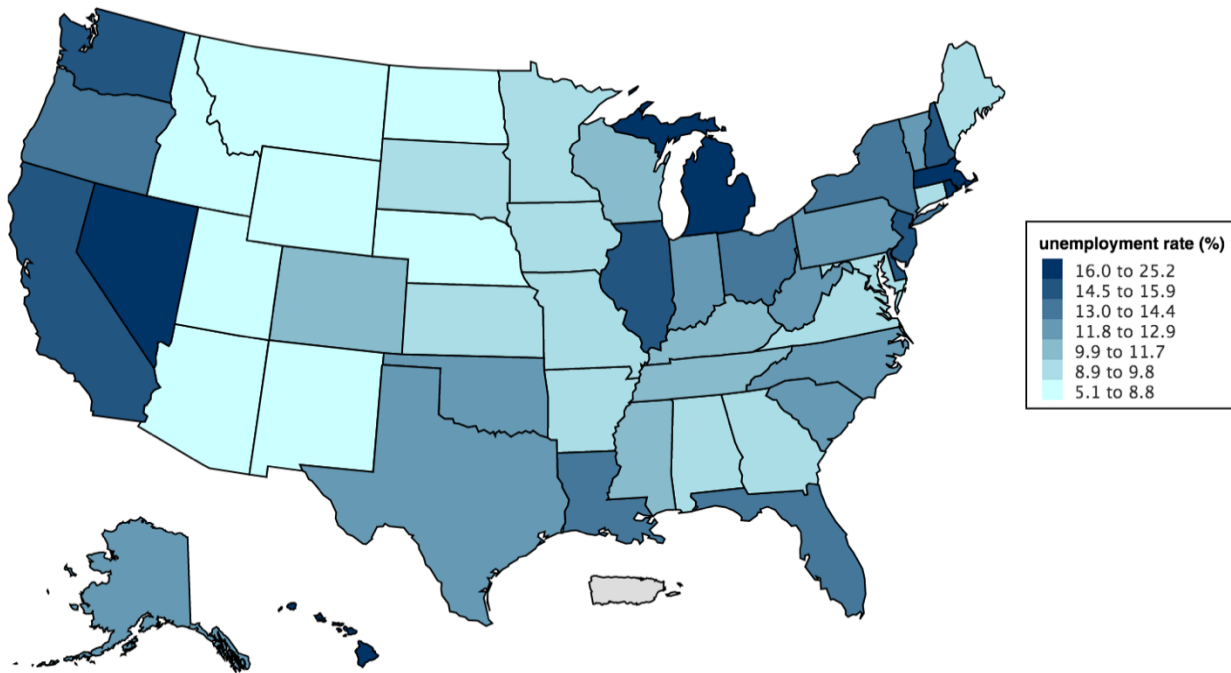 unemployment rate (%)
16.0 to 25.2
14.5 to 15.9
13.0 to 14.4
11.8 to 12.9
9.9 to 11.7
8.9 to 9.8
5.1 to 8.8